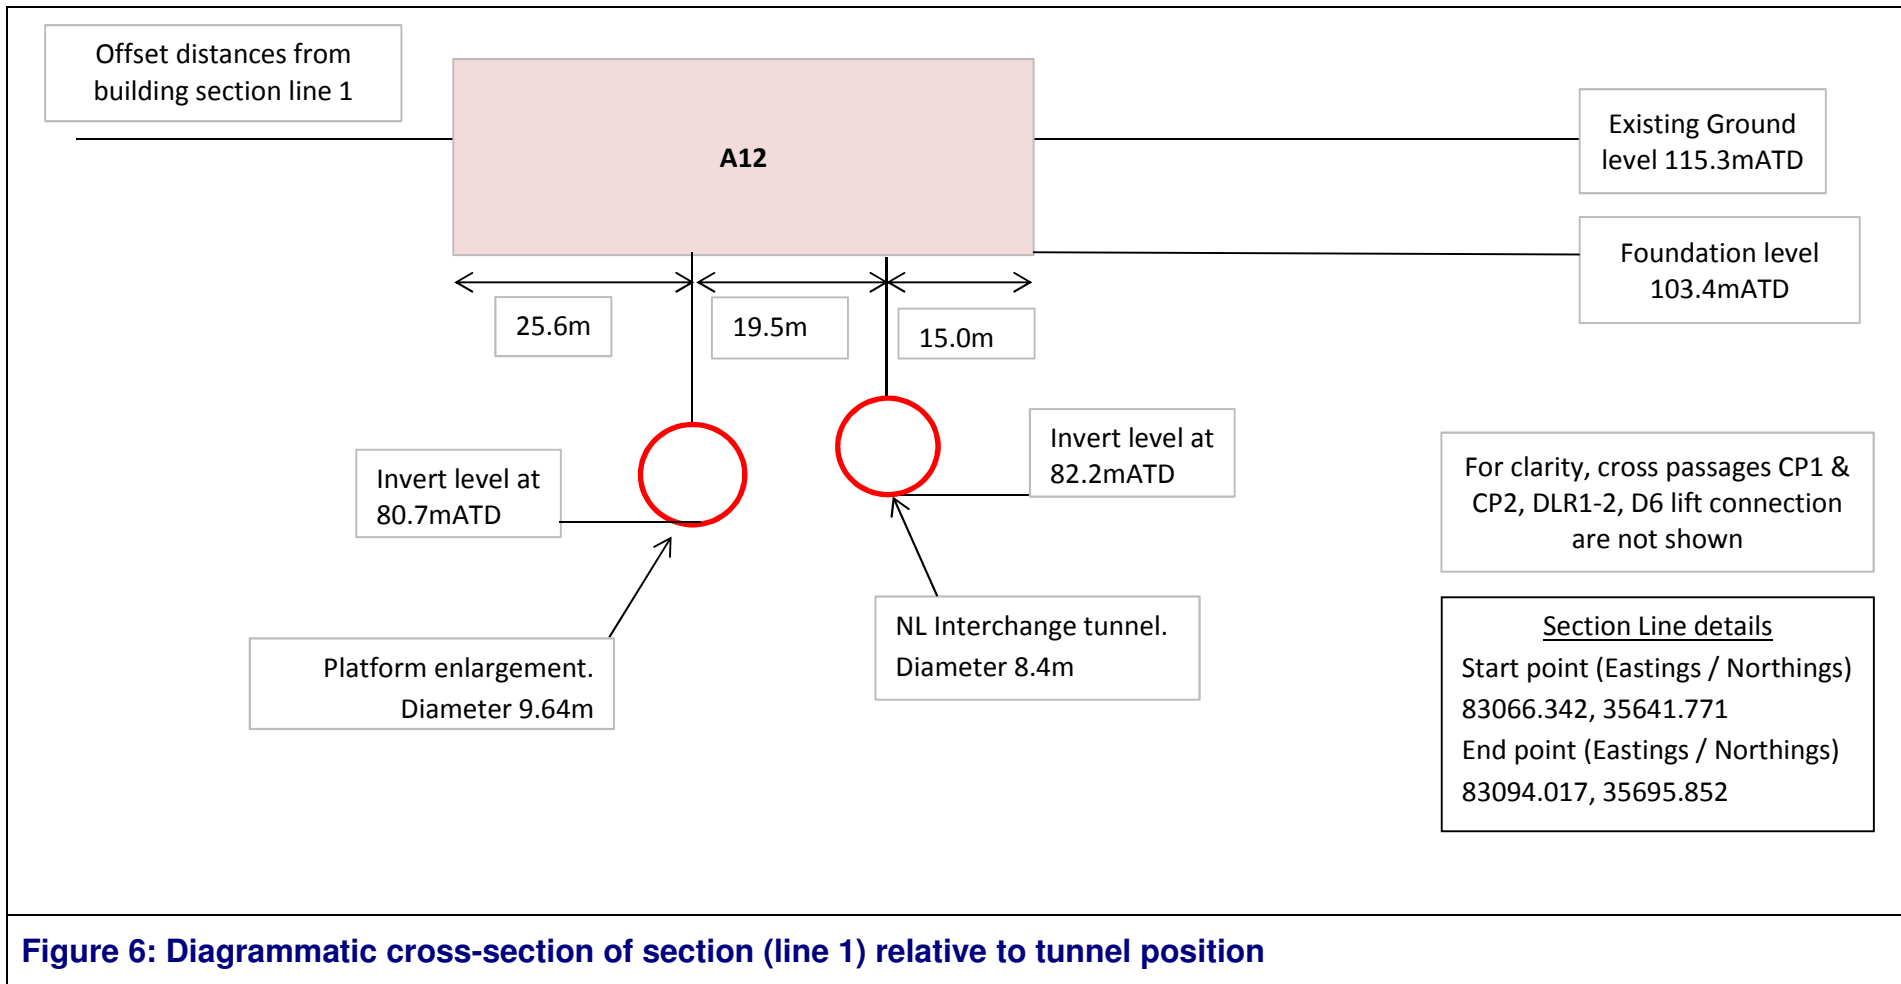 Offset distances from
building section line 1
A12
Existing Ground
level 115.3mATD
Foundation level
103.4mATD
25.6m
19.5m
15.0m
Invert level at
80.7mATD
Invert level at
82.2mATD
For clarity, cross passages CP1 &
CP2, DLR1-2, D6 lift connection
are not shown
Platform enlargement.
Diameter 9.64m
NL Interchange tunnel.
Diameter 8.4m
Section Line details
Start point (Eastings / Northings)
83066.342, 35641.771
End point (Eastings / Northings)
83094.017, 35695.852
Figure 6: Diagrammatic cross-section of section (line 1) relative to tunnel position